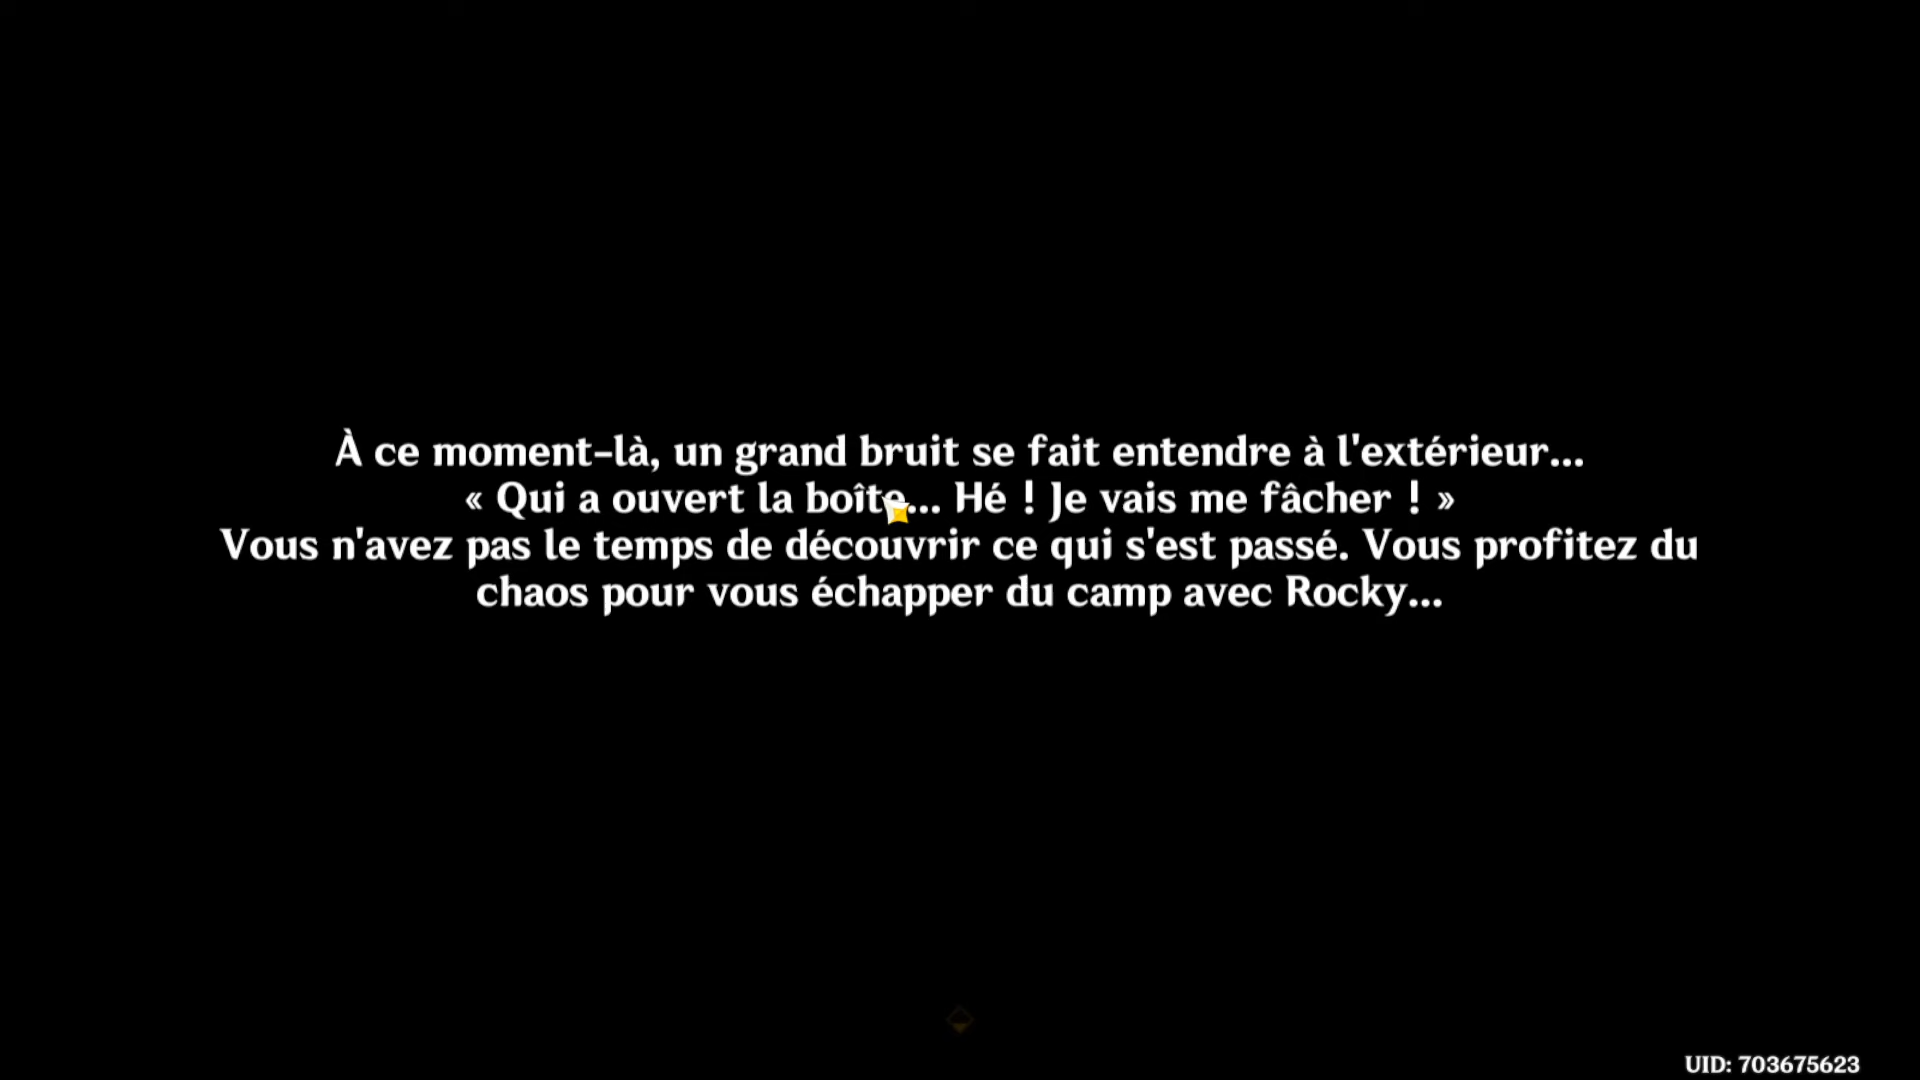 À ce moment-là, un grand bruit se fait entendre à l'extérieur...
« Qui a ouvert la boîte... Hé ! Je vais me fâcher ! »
Vous n'avez pas le temps de découvrir ce qui s'est passé. Vous profitez du
chaos pour vous échapper du camp avec Rocky...
UID: 703675623